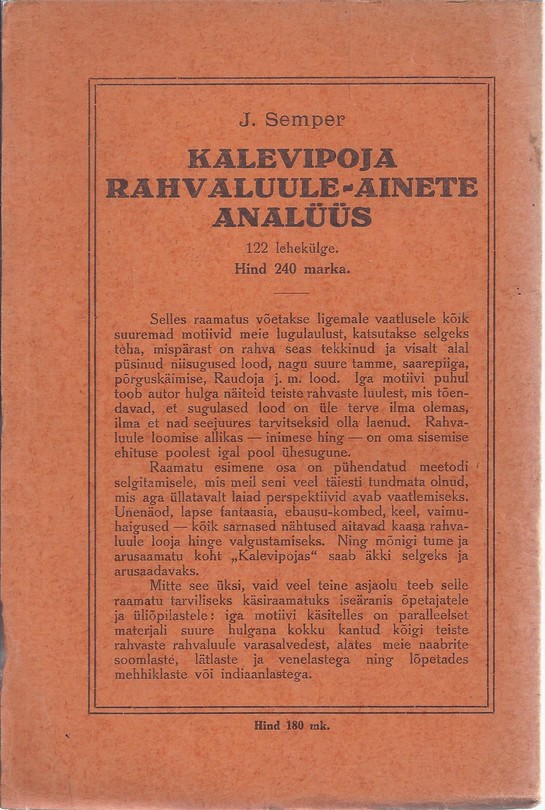 J. Semper
KALEVIPOJA
RAHVALUULE-AINETE
ANALÜÜS
122 lehekülge.
Hind 240 marka.
Selles raamatus võetakse ligemale vaatlusele kõik
suuremad motiivid meie lugulaulust, katsutakse selgeks
teha, mispärast on rahva seas tekkinud ja visalt alal
püsinud niisugused lood, nagu suure tamme, saarepiiga,
põrguskäimise, Raudoja j. m. lood. Iga motiivi puhul
toob autor hulga näiteid teiste rahvaste luulest, mis tõen-
davad, et sugulased lood on üle terve ilma olemas,
ilma et nad seejuures tarvitseksid olla laenud. Rahva-
luule loomise allikas — inimese hing — on oma sisemise
ehituse poolest igal pool ühesugune.
Raamatu esimene osa on pühendatud meetodi
selgitamisele, mis meil seni veel täiesti tundmata olnud,
mis aga üllatavalt laiad perspektiivid avab vaatlemiseks.
Unenäod, lapse fantaasia, ebausu-kombed, keel, vaimu-
haigused — kõik sarnased nähtused aitavad kaasa rahva-
luule looja hinge valgustamiseks. Ning mõnigi tume ja
arusaamatu koht „Kalevipojas“ saab äkki selgeks ja
arusaadavaks.
Mitte see üksi, vaid veel teine asjaolu teeb selle
raamatu tarviliseks käsiraamatuks iseäranis õpetajatele
ja üliõpilastele: iga motiivi käsitelles on paralleelset
materjali suure hulgana kokku kantud kõigi teiste
rahvaste rahvaluule varasalvedest, alates meie naabrite
soomlaste, lätlaste ja venelastega ning lõpetades
mehhiklaste või indiaanlastega.
Hind 180 mk.